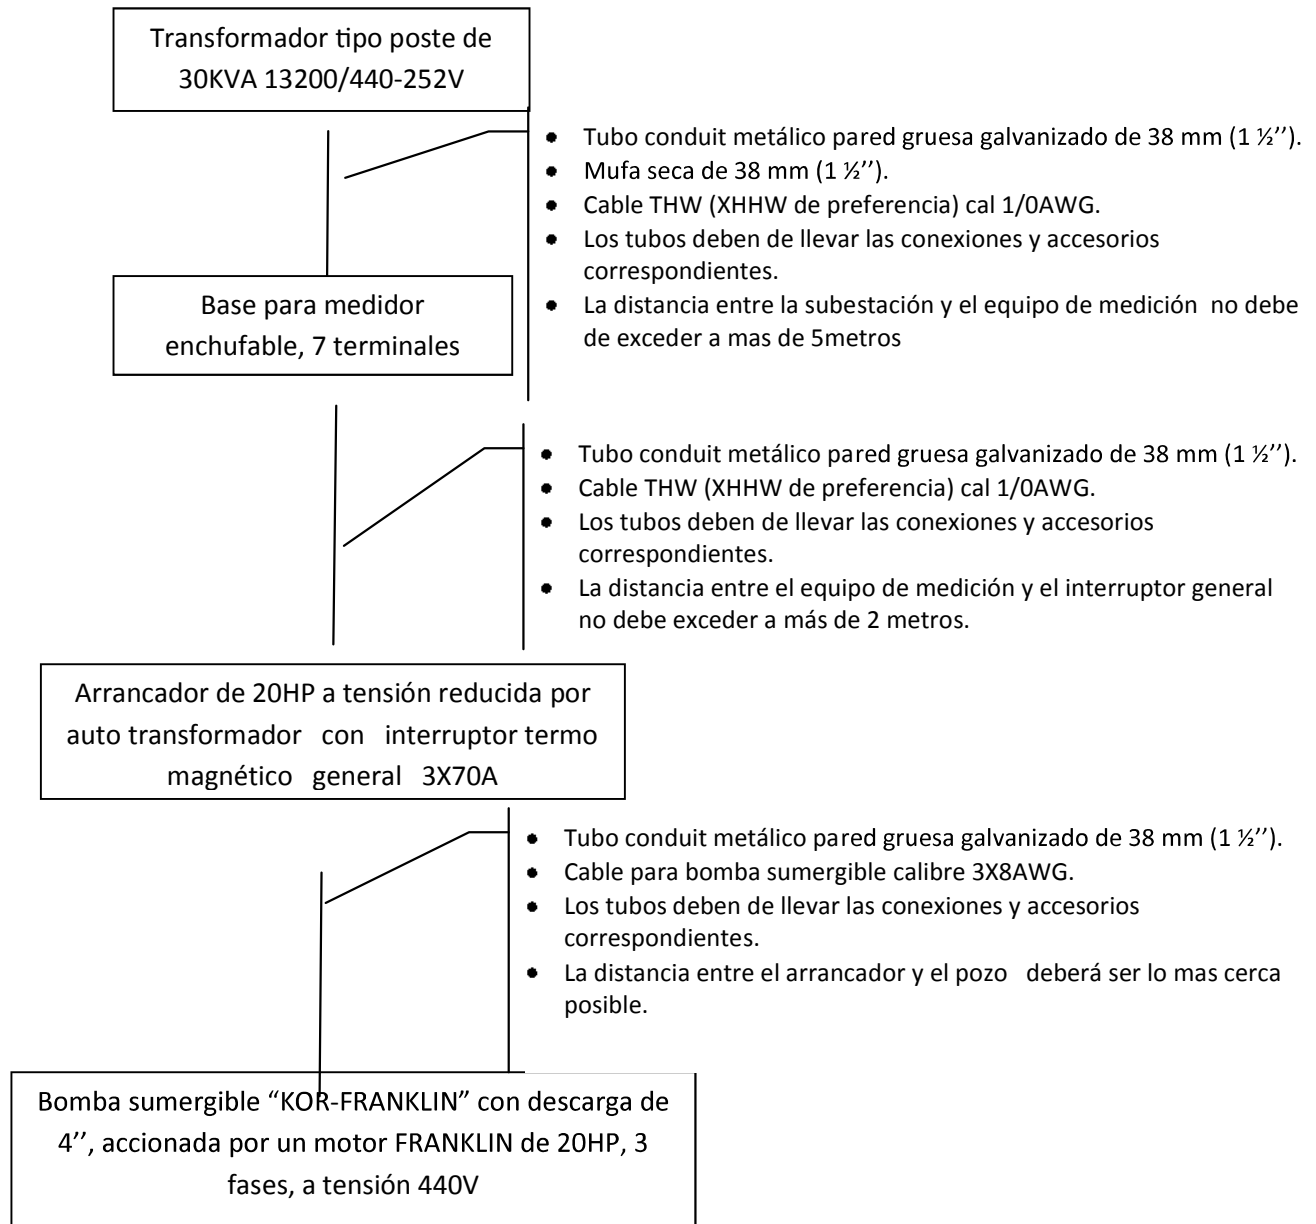 Transformador tipo poste de
30KVA 13200/440-252V
• Tubo conduit metálico pared gruesa galvanizado de 38 mm (1 ½’’).
• Mufa seca de 38 mm (1 ½’’).
• Cable THW (XHHW de preferencia) cal 1/0AWG.
• Los tubos deben de llevar las conexiones y accesorios
correspondientes.
• La distancia entre la subestación y el equipo de medición no debe
de exceder a mas de 5metros
Base para medidor
enchufable, 7 terminales
• Tubo conduit metálico pared gruesa galvanizado de 38 mm (1 ½’’).
• Cable THW (XHHW de preferencia) cal 1/0AWG.
• Los tubos deben de llevar las conexiones y accesorios
correspondientes.
• La distancia entre el equipo de medición y el interruptor general
no debe exceder a más de 2 metros.
Arrancador de 20HP a tensión reducida por
auto transformador con interruptor termo
magnético general 3X70A
• Tubo conduit metálico pared gruesa galvanizado de 38 mm (1 ½’’).
• Cable para bomba sumergible calibre 3X8AWG.
• Los tubos deben de llevar las conexiones y accesorios
correspondientes.
• La distancia entre el arrancador y el pozo deberá ser lo mas cerca
posible.
Bomba sumergible “KOR-FRANKLIN” con descarga de
4’’, accionada por un motor FRANKLIN de 20HP, 3
fases, a tensión 440V